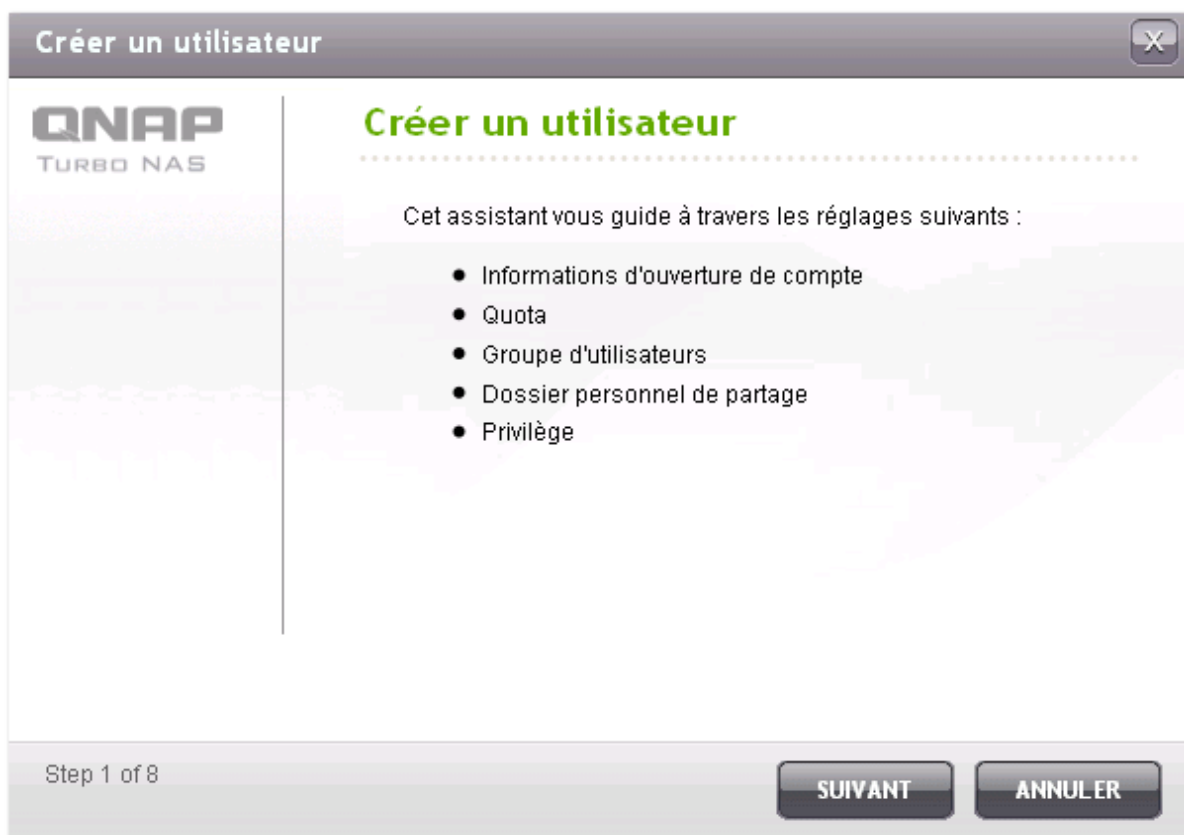 Créer un utilisateur
X
QNAP
TURBO NAS
Créer un utilisateur
Cet assistant vous guide à travers les réglages suivants :
● Informations d'ouverture de compte
● Quota
● Groupe d'utilisateurs
● Dossier personnel de partage
● Privilège
Step 1 of 8
SUIVANT
ANNULER